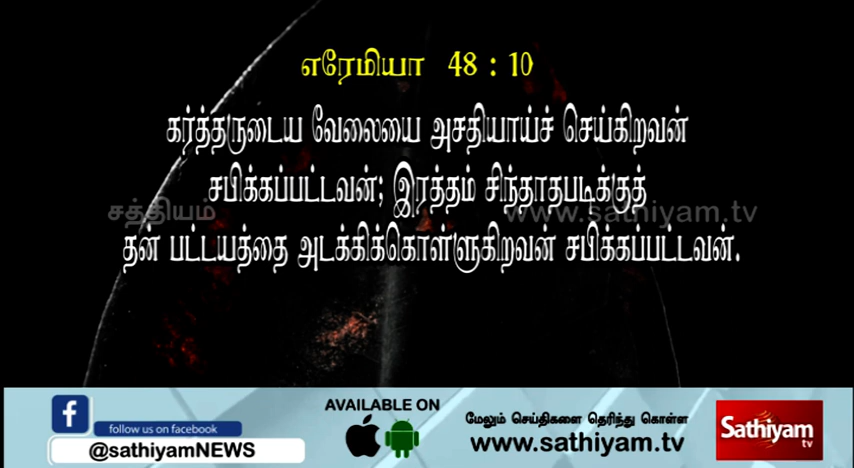 எரேமியா 48 : 10
கர்த்தருடைய வேலையை அசதியாய்ச் செய்கிறவன்
சபிக்கப்பட்டவன்; இரத்தம் சிந்தாதபடிக்குத்
சத்தியம்
www.sathiyam.tv
தன் பட்டயத்தை அடக்கிக்கொள்ளுகிறவன் சபிக்கப்பட்டவன்.
follow us on facebook
@sathiyamNEWS
AVAILABLE ON
மேலும் செய்திகளை தெரிந்து கொள்ள
www.sathiyam.tv
Sathiyam
tv